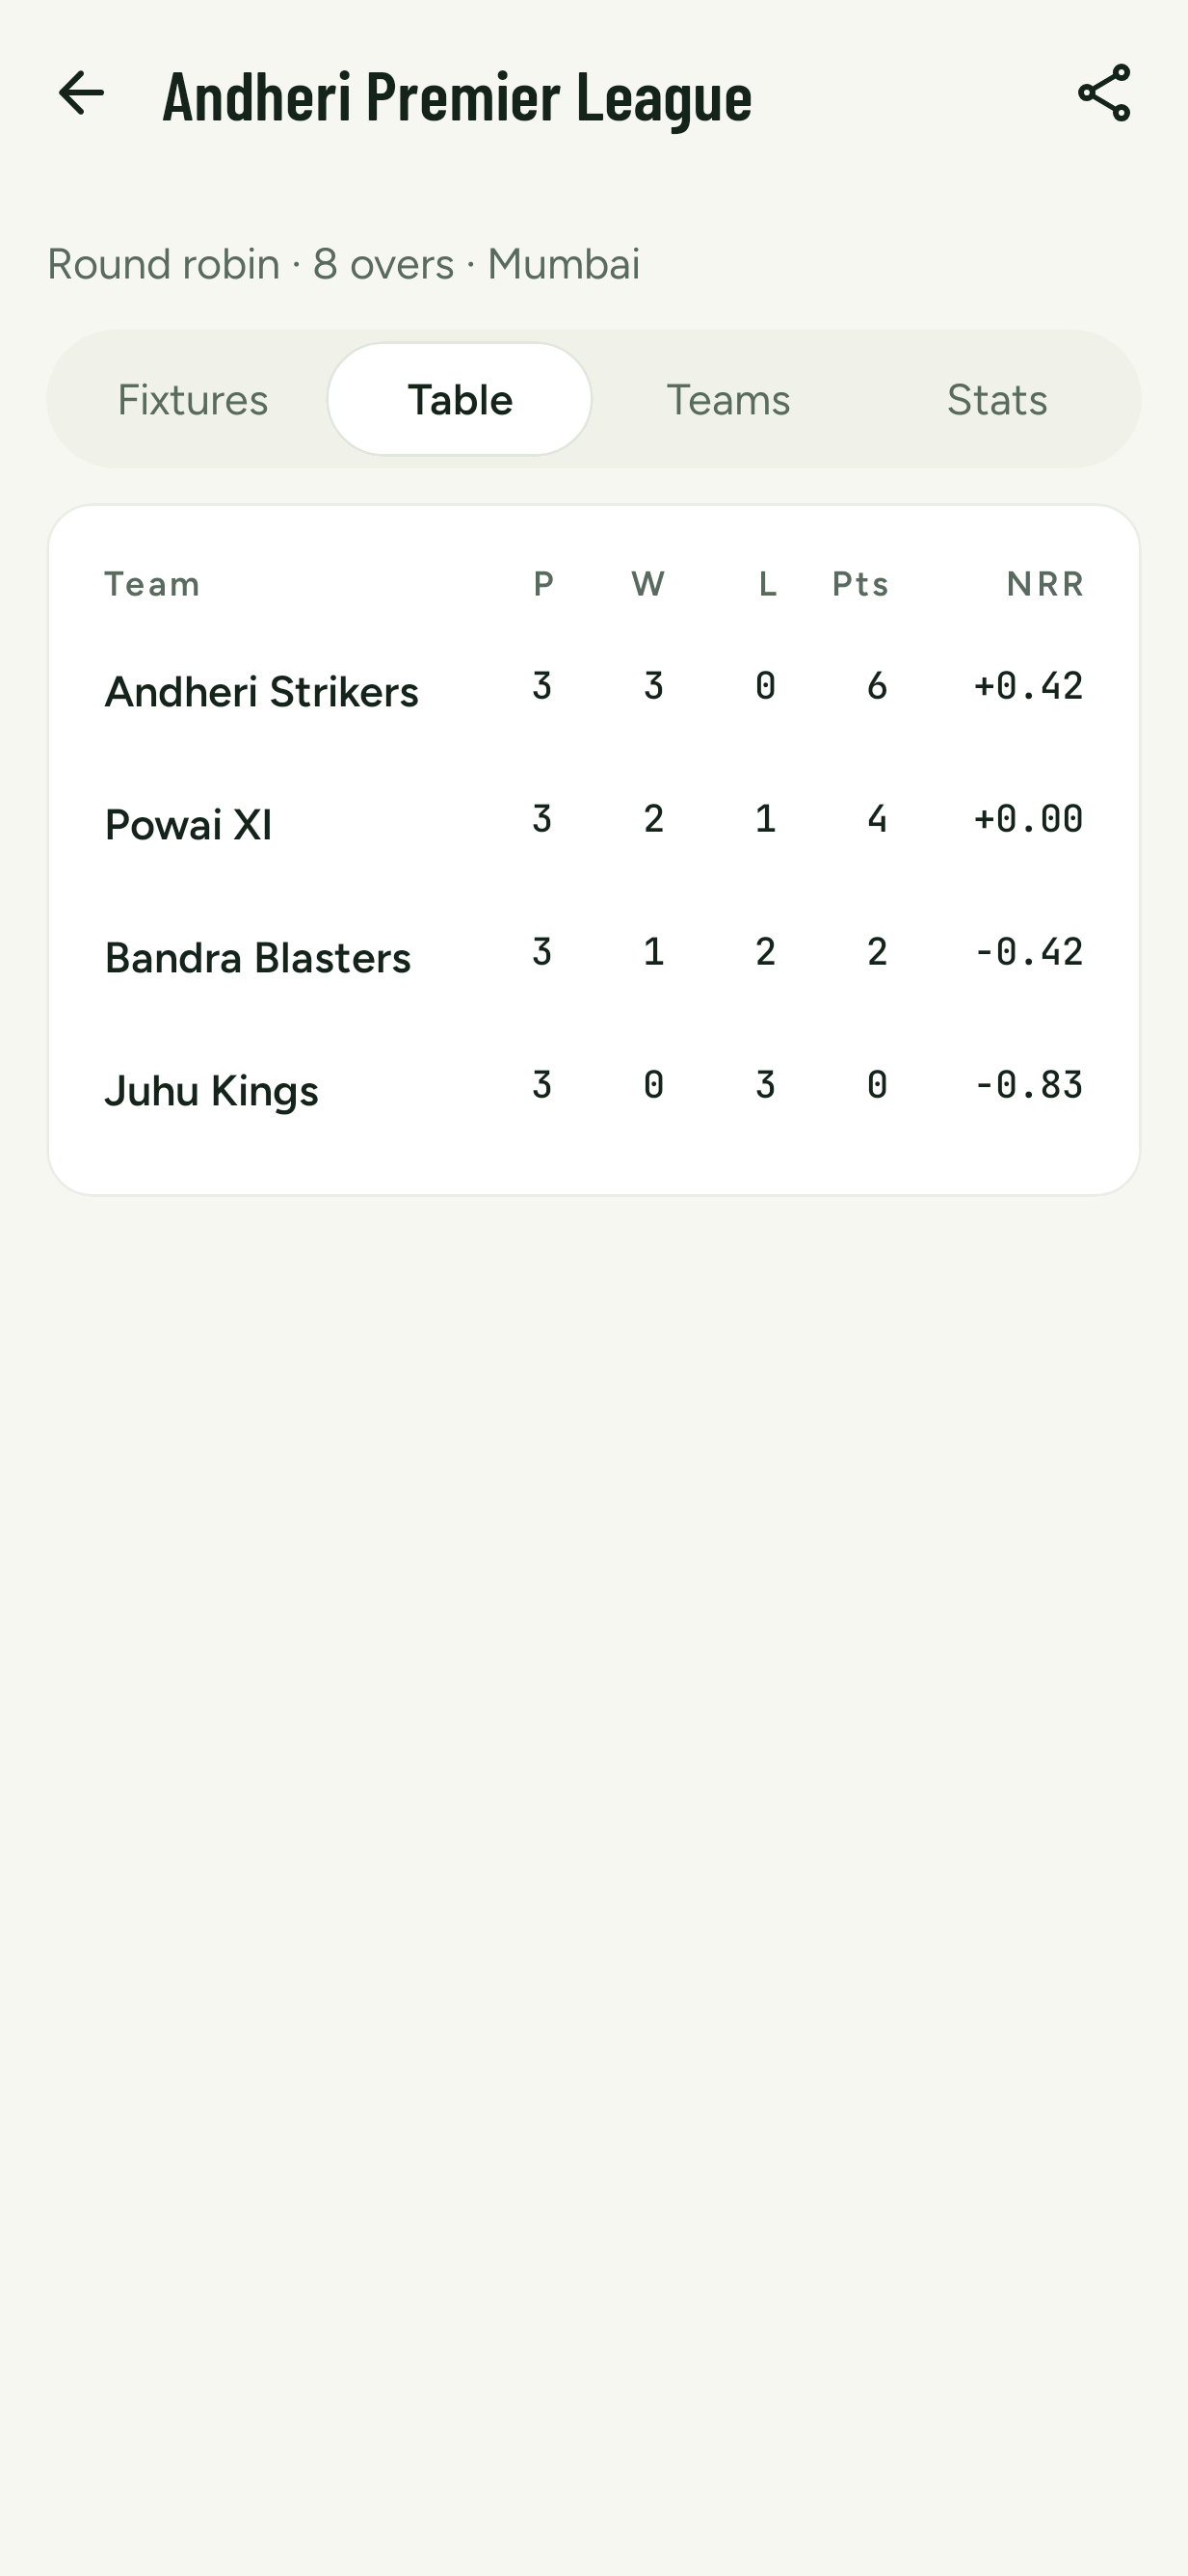 Andheri Premier League
Round robin · 8 overs · Mumbai
Fixtures Table Teams Stats
Team P W L Pts NRR
Andheri Strikers 3 3 0 6 +0.42
Powai XI 3 2 1 4 +0.00
Bandra Blasters 3 1 2 2 -0.42
Juhu Kings 3 0 3 0 -0.83